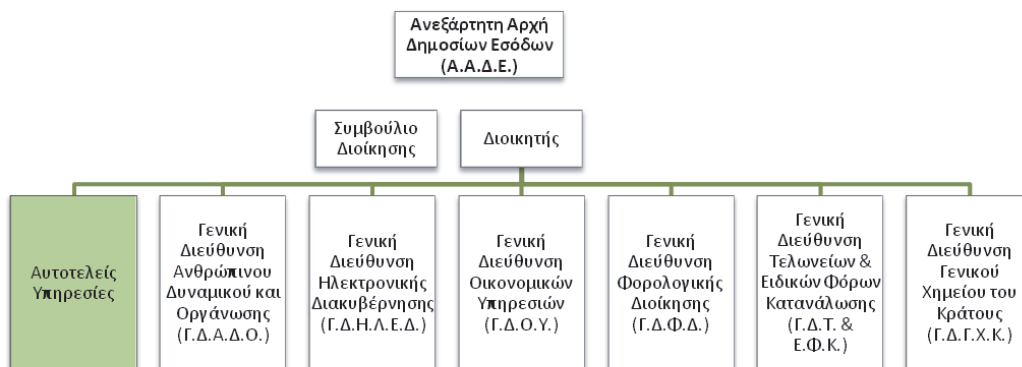 Ανεξάρτητη Αρχή
Δημοσίων Εσόδων
(Α.Α.Δ.Ε.)
Συμβούλιο
Διοίκησης
Διοικητής
Αυτοτελείς
Υπηρεσίες
Γενική
Διεύθυνση
Ανθρώπινου
Δυναμικού και
Οργάνωσης
(Γ.Δ.Α.Δ.Ο.)
Γενική
Διεύθυνση
Ηλεκτρονικής
Διακυβέρνησης
(Γ.Δ.Η.Λ.Ε.Δ.)
Γενική
Διεύθυνση
Οικονομικών
Υπηρεσιών
(Γ.Δ.Ο.Υ.)
Γενική
Διεύθυνση
Φορολογικής
Διοίκησης
(Γ.Δ.Φ.Δ.)
Γενική
Διεύθυνση
Τελωνείων &
Ειδικών Φόρων
Κατανάλωσης
(Γ.Δ.Τ. &
Ε.Φ.Κ.)
Γενική
Διεύθυνση
Γενικού
Χημείου του
Κράτους
(Γ.Δ.Γ.Χ.Κ.)